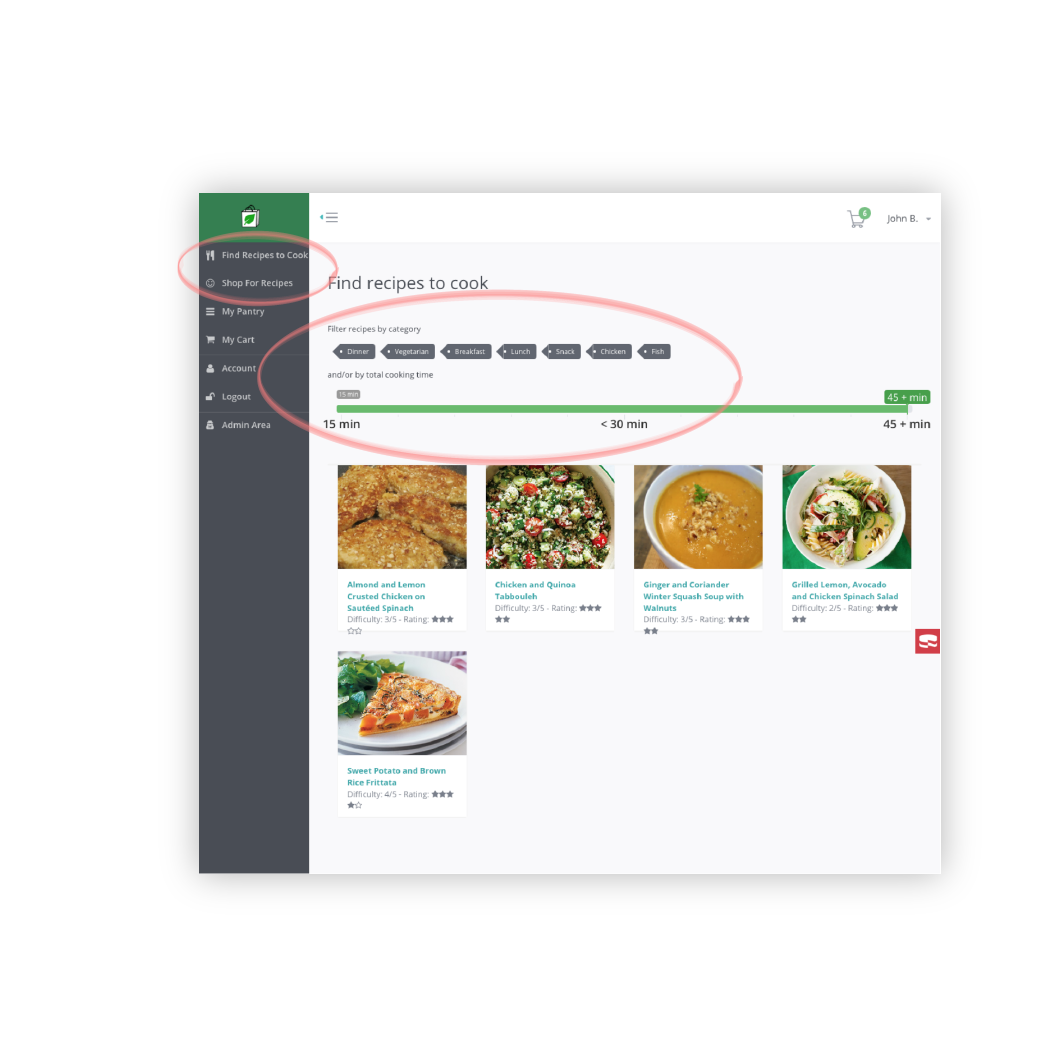 6
John B.
Find Recipes to Cook
Shop For Recipes
My Pantry
My Cart
Account
Logout
Admin Area
Find recipes to cook
Filter recipes by category
Dinner Vegetarian Breakfast Lunch Snack Chicken Fish
and/or by total cooking time
15 min 45 + min
15 min < 30 min 45 + min
Almond and Lemon
Crusted Chicken on
Sautéed Spinach
Difficulty: 3/5 - Rating: ★★★
☆☆
Chicken and Quinoa
Tabbouleh
Difficulty: 3/5 - Rating: ★★★
★★
Ginger and Coriander
Winter Squash Soup with
Walnuts
Difficulty: 3/5 - Rating: ★★★
★★
Grilled Lemon, Avocado
and Chicken Spinach Salad
Difficulty: 2/5 - Rating: ★★★
★★
Sweet Potato and Brown
Rice Frittata
Difficulty: 4/5 - Rating: ★★★
★☆